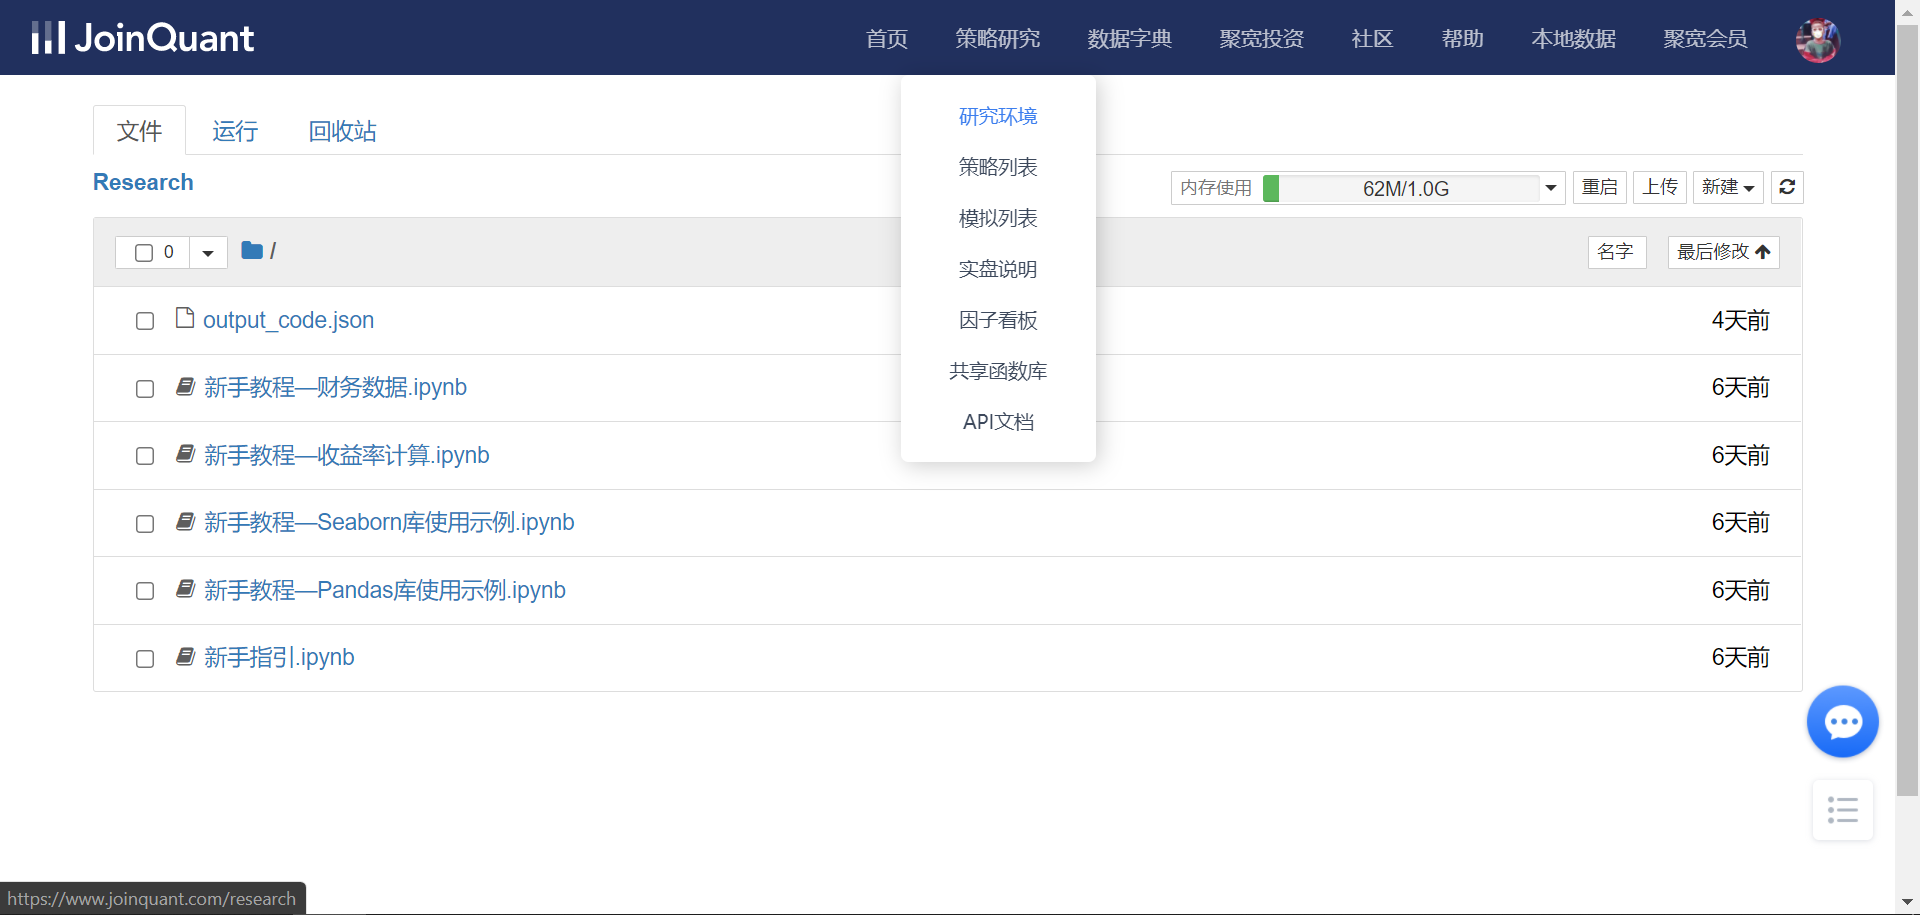 JoinQuant
首页 策略研究 数据字典 聚宽投资 社区 帮助 本地数据 聚宽会员
研究环境
策略列表
模拟列表
实盘说明
因子看板
共享函数库
API文档
文件 运行 回收站
Research
内存使用 62M/1.0G 重启 上传 新建
0 / 名字 最后修改
output_code.json 4天前
新手教程—财务数据.ipynb 6天前
新手教程—收益率计算.ipynb 6天前
新手教程—Seaborn库使用示例.ipynb 6天前
新手教程—Pandas库使用示例.ipynb 6天前
新手指引.ipynb 6天前
https://www.joinquant.com/research